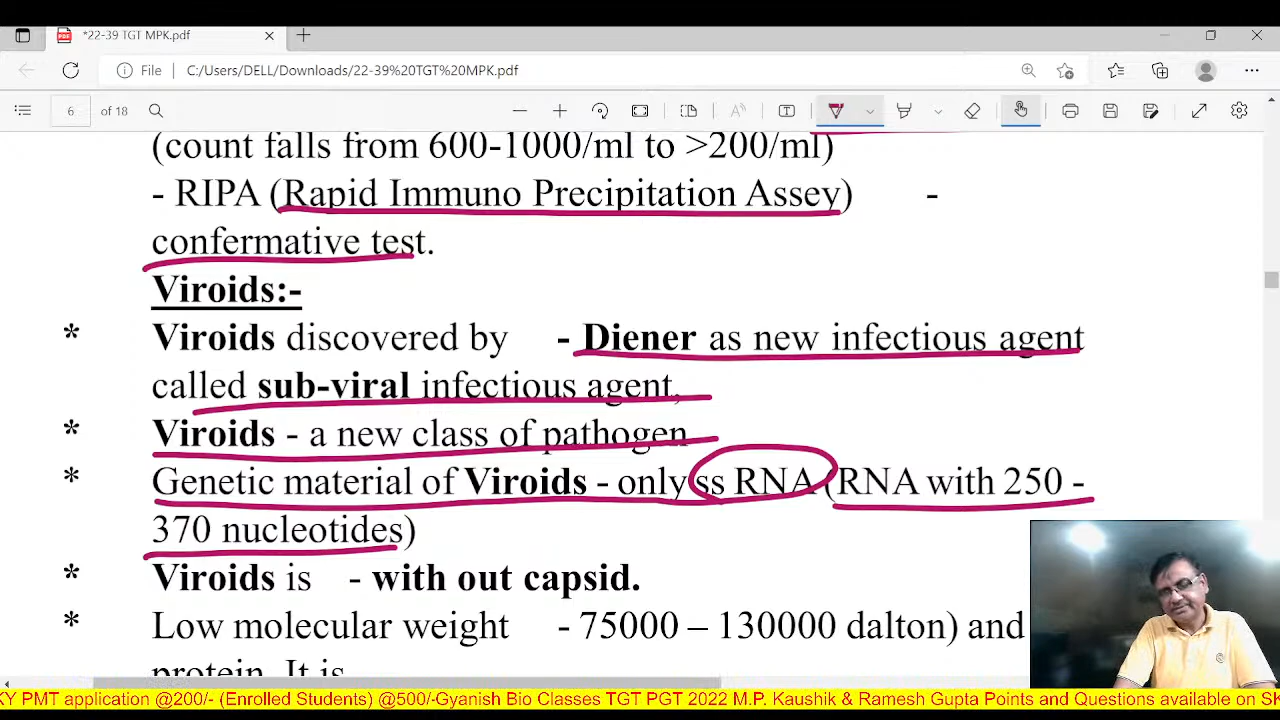 *22-39 TGT MPK.pdf
File C:/Users/DELL/Downloads/22-39%20TGT%20MPK.pdf
6 of 18
(count falls from 600-1000/ml to >200/ml)
- RIPA (Rapid Immuno Precipitation Assey) -
confermative test.
Viroids:-
* Viroids discovered by - Diener as new infectious agent
called sub-viral infectious agent,
* Viroids - a new class of pathogen
* Genetic material of Viroids - only ss RNA (RNA with 250 -
370 nucleotides)
* Viroids is - with out capsid.
* Low molecular weight - 75000 – 130000 dalton) and
protein. It is
KY PMT application @200/- (Enrolled Students) @500/-Gyanish Bio Classes TGT PGT 2022 M.P. Kaushik & Ramesh Gupta Points and Questions available on SK